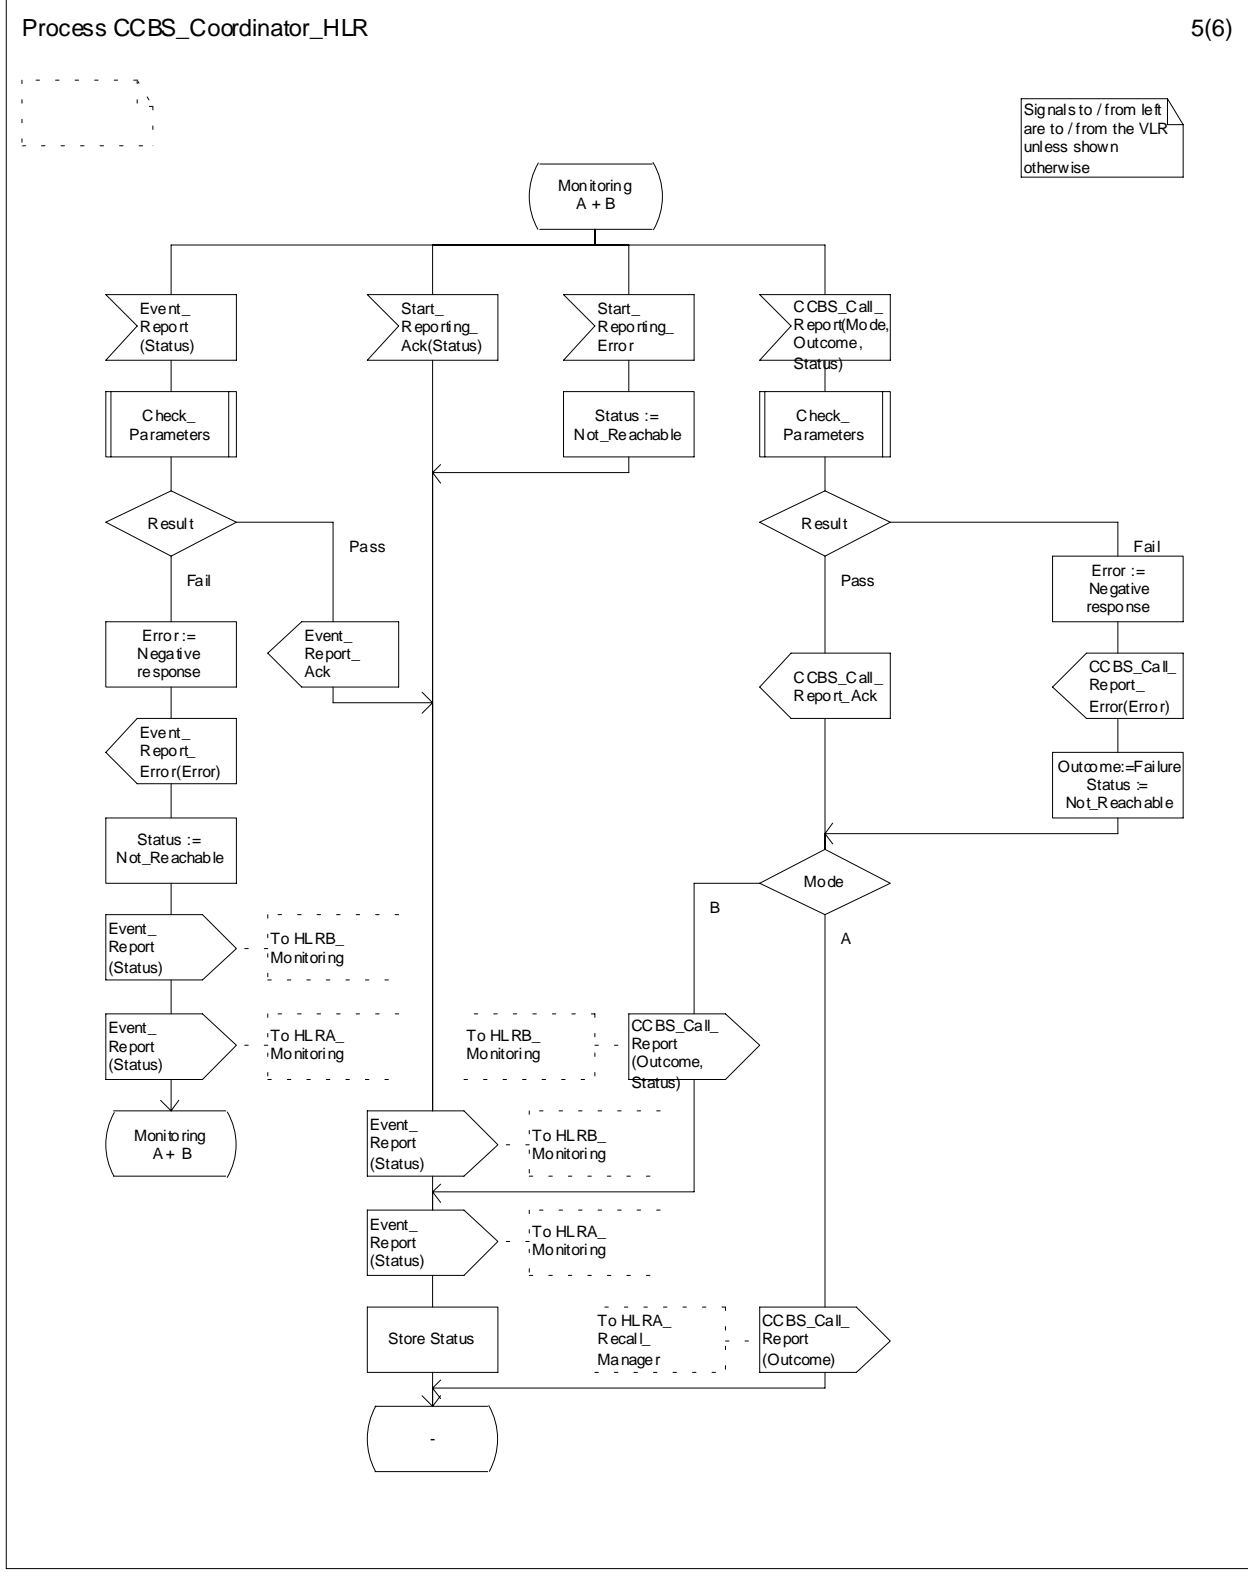 Process CCBS_Coordinator_HLR
5(6)
Signals to / from left
are to / from the VLR
unless shown
otherwise
Monitoring
A + B
Event_
Report
(Status)
Start_
Reporting_
Ack(Status)
Start_
Reporting_
Error
CCBS_Call_
Report(Mode,
Outcome,
Status)
Check_
Parameters
Status :=
Not_Reachable
Check_
Parameters
Result
Pass
Fail
Result
Fail
Pass
Error :=
Negative
response
Error :=
Negative
response
Event_
Report_
Ack
CCBS_Call_
Report_Ack
CCBS_Call_
Report_
Error(Error)
Event_
Report_
Error(Error)
Outcome:=Failure
Status :=
Not_Reachable
Status :=
Not_Reachable
Mode
B
A
Event_
Report
(Status)
To HLRB_
Monitoring
Event_
Report
(Status)
To HLRA_
Monitoring
To HLRB_
Monitoring
CCBS_Call_
Report
(Outcome,
Status)
Monitoring
A + B
Event_
Report
(Status)
To HLRB_
Monitoring
Event_
Report
(Status)
To HLRA_
Monitoring
Store Status
To HLRA_
Recall_
Manager
CCBS_Call_
Report
(Outcome)
-